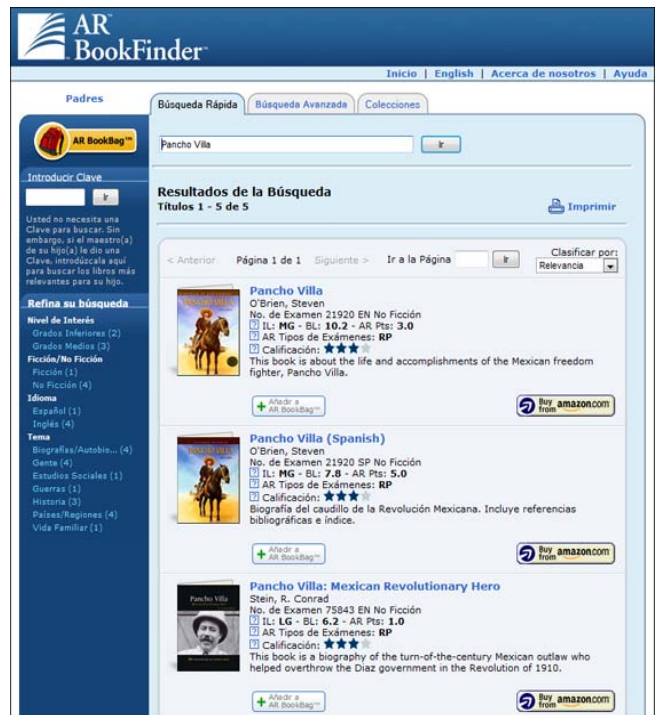 AR
BookFinder™
Inicio | English | Acerca de nosotros | Ayuda
Padres
AR BookBag™
Introducir Clave
Ir
Usted no necesita una
Clave para buscar. Sin
embargo, si el maestro(a)
de su hijo(a) le dio una
Clave, introdúzcala aquí
para buscar los libros más
relevantes para su hijo.
Refina su búsqueda
Nivel de Interés
Grados Inferiores (2)
Grados Medios (3)
Ficción/No Ficción
Ficción (1)
No Ficción (4)
Idioma
Español (1)
Inglés (4)
Tema
Biografías/Autobio... (4)
Gente (4)
Estudios Sociales (1)
Guerras (1)
Historia (3)
Países/Regiones (4)
Vida Familiar (1)
Búsqueda Rápida Búsqueda Avanzada Colecciones
Pancho Villa Ir
Resultados de la Búsqueda
Títulos 1 - 5 de 5
Imprimir
< Anterior Página 1 de 1 Siguiente > Ir a la Página Ir
Clasificar por:
Relevancia
PANCHO VILLA
Pancho Villa
O'Brien, Steven
No. de Examen 21920 EN No Ficción
? IL: MG - BL: 10.2 - AR Pts: 3.0
? AR Tipos de Exámenes: RP
? Calificación:
This book is about the life and accomplishments of the Mexican freedom
fighter, Pancho Villa.
+ Añadir a
AR BookBag™
Buy
from amazon.com
PANCHO VILLA
Pancho Villa (Spanish)
O'Brien, Steven
No. de Examen 21920 SP No Ficción
? IL: MG - BL: 7.8 - AR Pts: 5.0
? AR Tipos de Exámenes: RP
? Calificación:
Biografía del caudillo de la Revolución Mexicana. Incluye referencias
bibliográficas e índice.
+ Añadir a
AR BookBag™
Buy
from amazon.com
Pancho Villa
Pancho Villa: Mexican Revolutionary Hero
Stein, R. Conrad
No. de Examen 75843 EN No Ficción
? IL: LG - BL: 6.2 - AR Pts: 1.0
? AR Tipos de Exámenes: RP
? Calificación:
This book is a biography of the turn-of-the-century Mexican outlaw who
helped overthrow the Diaz government in the Revolution of 1910.
+ Añadir a
AR BookBag™
Buy
from amazon.com